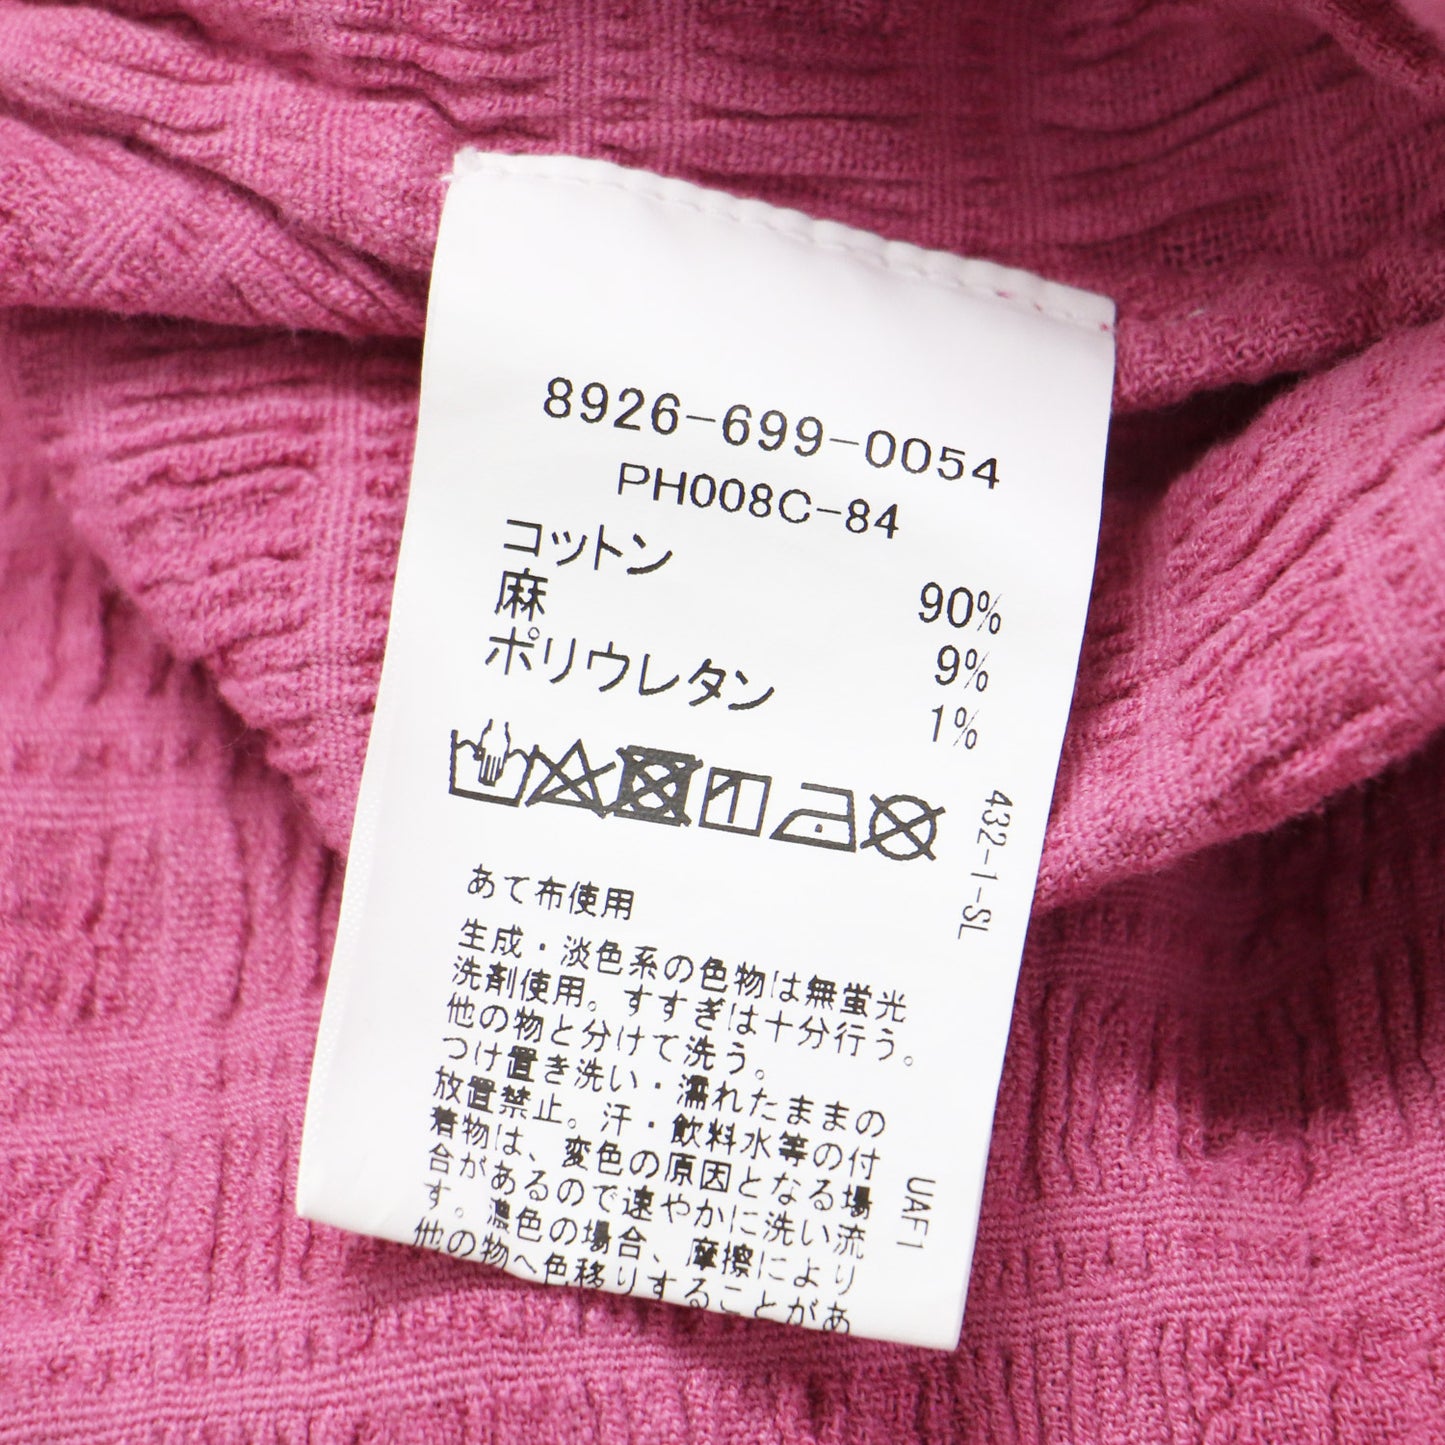 8926-699-0054
PH008C-84
コットン 90%
麻 9%
ポリウレタン 1%
432-1-SL
あて布使用
生成・淡色系の色物は無蛍光
洗剤使用。すすぎは十分行う。
他の物と分けて洗う。
つけ置き洗い・濡れたままの
放置禁止。汗・飲料水等の付
着物は、変色の原因となる場
合があるので速やかに洗い流
す。濃色の場合、摩擦により
他の物へ色移りすることがあ
UAF1